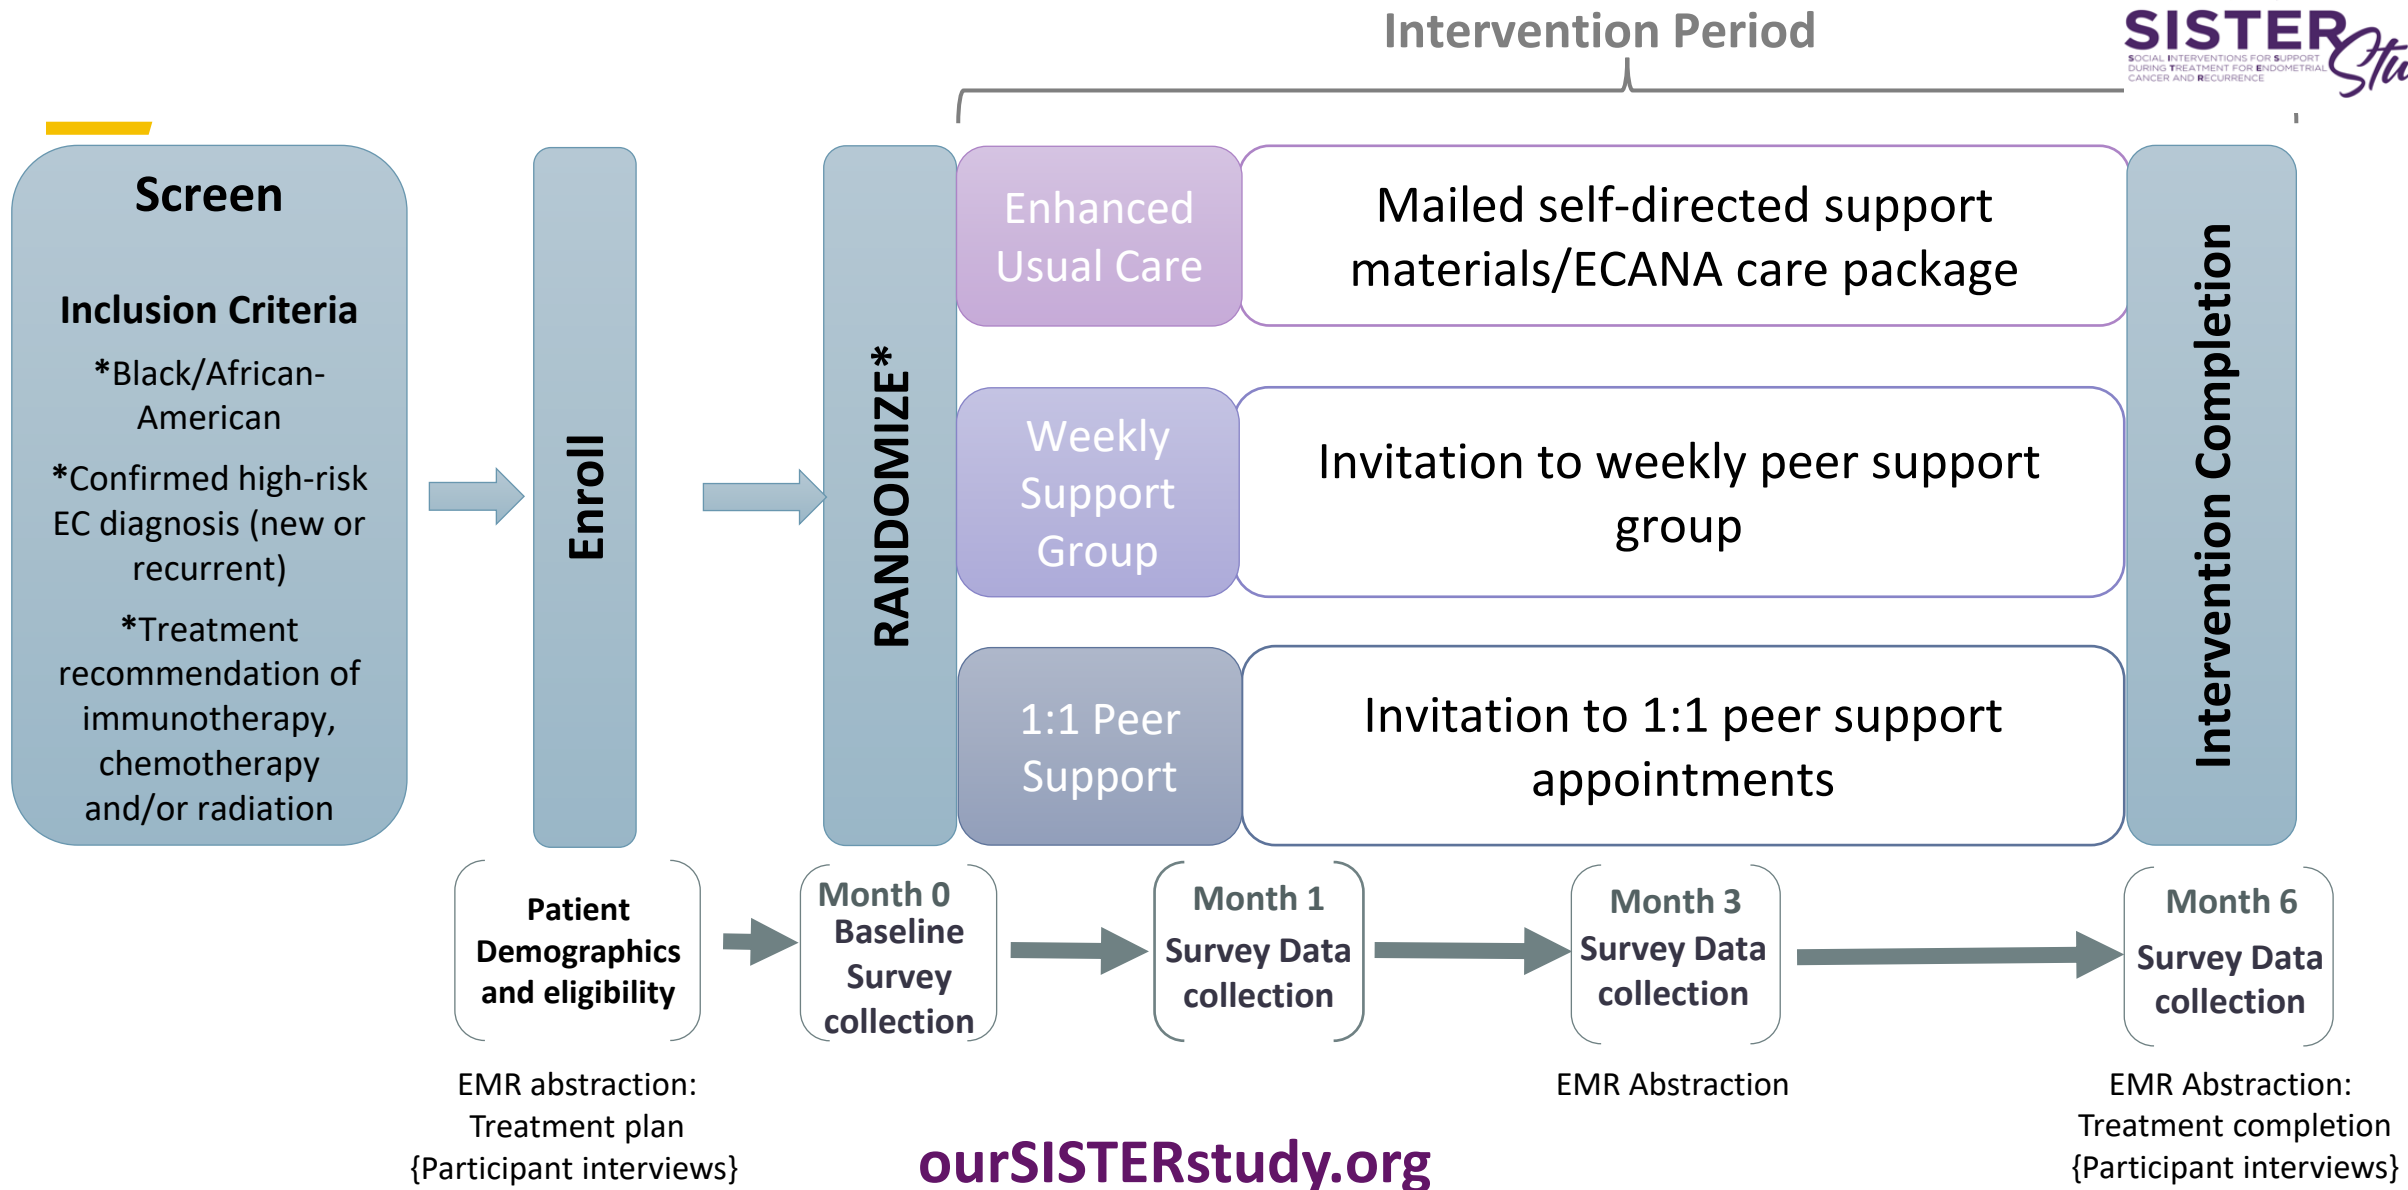 Intervention Period
SISTER
SOCIAL INTERVENTIONS FOR SUPPORT
DURING TREATMENT FOR ENDOMETRIAL
CANCER AND RECURRENCE
Screen
Inclusion Criteria
*Black/African-
American
*Confirmed high-risk
EC diagnosis (new or
recurrent)
*Treatment
recommendation of
immunotherapy,
chemotherapy
and/or radiation
Enroll
RANDOMIZE*
Enhanced
Usual Care
Mailed self-directed support
materials/ECANA care package
Weekly
Support
Group
Invitation to weekly peer support
group
1:1 Peer
Support
Invitation to 1:1 peer support
appointments
Intervention Completion
Patient
Demographics
and eligibility
Month 0
Baseline
Survey
collection
Month 1
Survey Data
collection
Month 3
Survey Data
collection
Month 6
Survey Data
collection
EMR abstraction:
Treatment plan
{Participant interviews}
EMR Abstraction
EMR Abstraction:
Treatment completion
{Participant interviews}
ourSISTERstudy.org